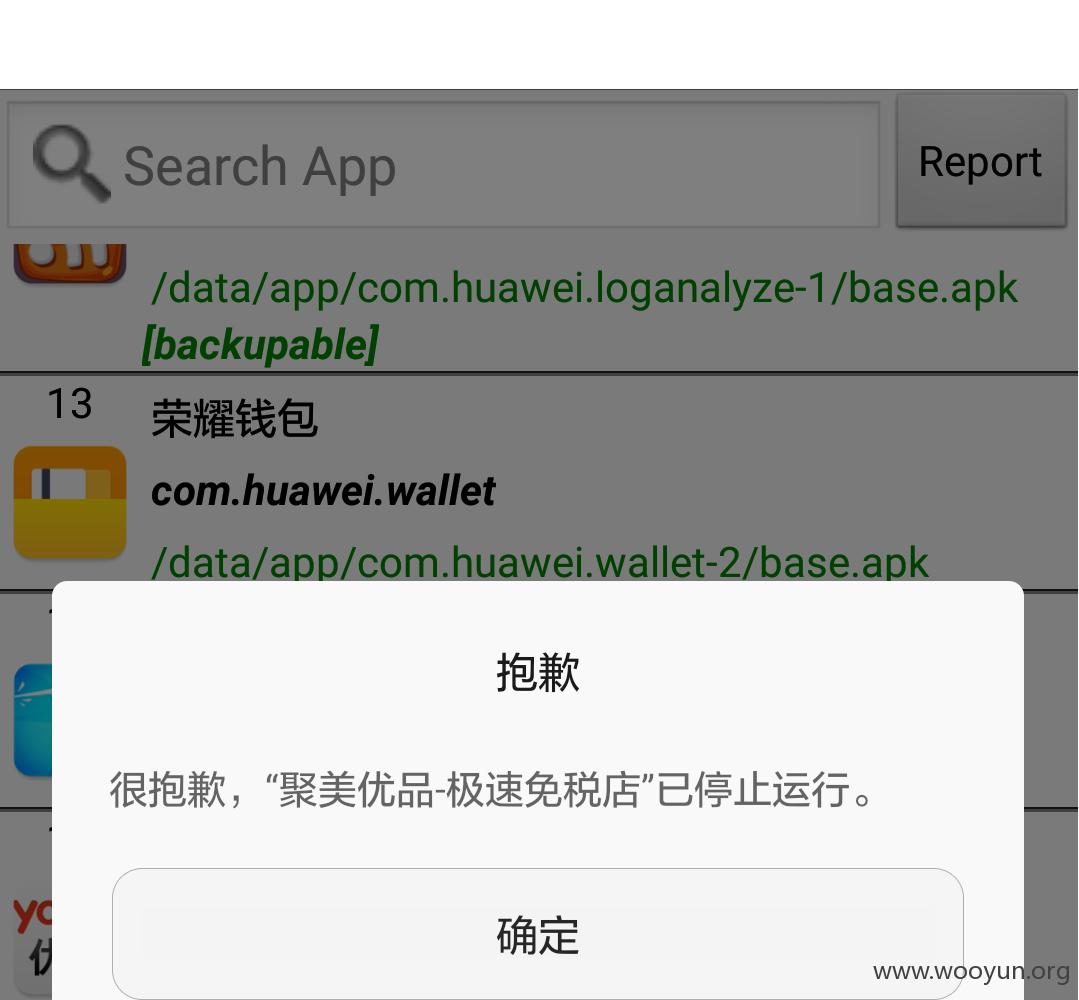 Search App
Report
/data/app/com.huawei.loganalyze-1/base.apk
[backupable]
13
荣耀钱包
com.huawei.wallet
/data/app/com.huawei.wallet-2/base.apk
抱歉
很抱歉，“聚美优品-极速免税店”已停止运行。
确定
www.wooyun.org